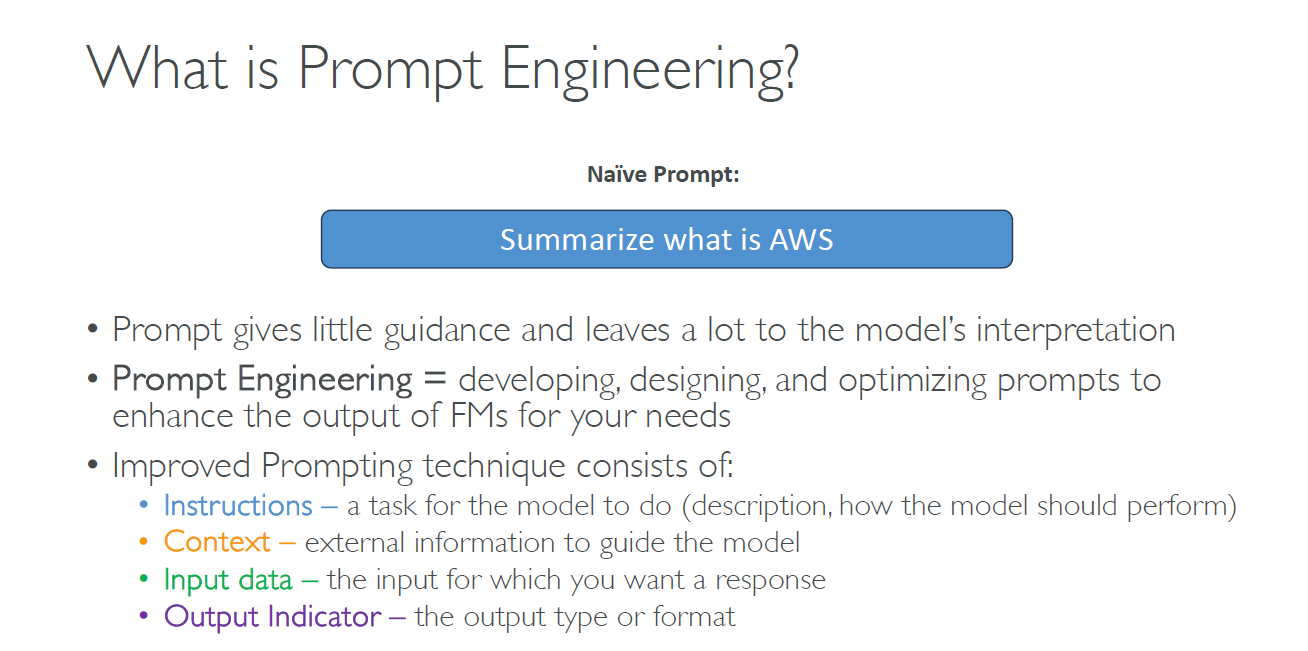 What is Prompt Engineering?
Naïve Prompt:
Summarize what is AWS
• Prompt gives little guidance and leaves a lot to the model’s interpretation
• Prompt Engineering = developing, designing, and optimizing prompts to
enhance the output of FMs for your needs
• Improved Prompting technique consists of:
• Instructions – a task for the model to do (description, how the model should perform)
• Context – external information to guide the model
• Input data – the input for which you want a response
• Output Indicator – the output type or format